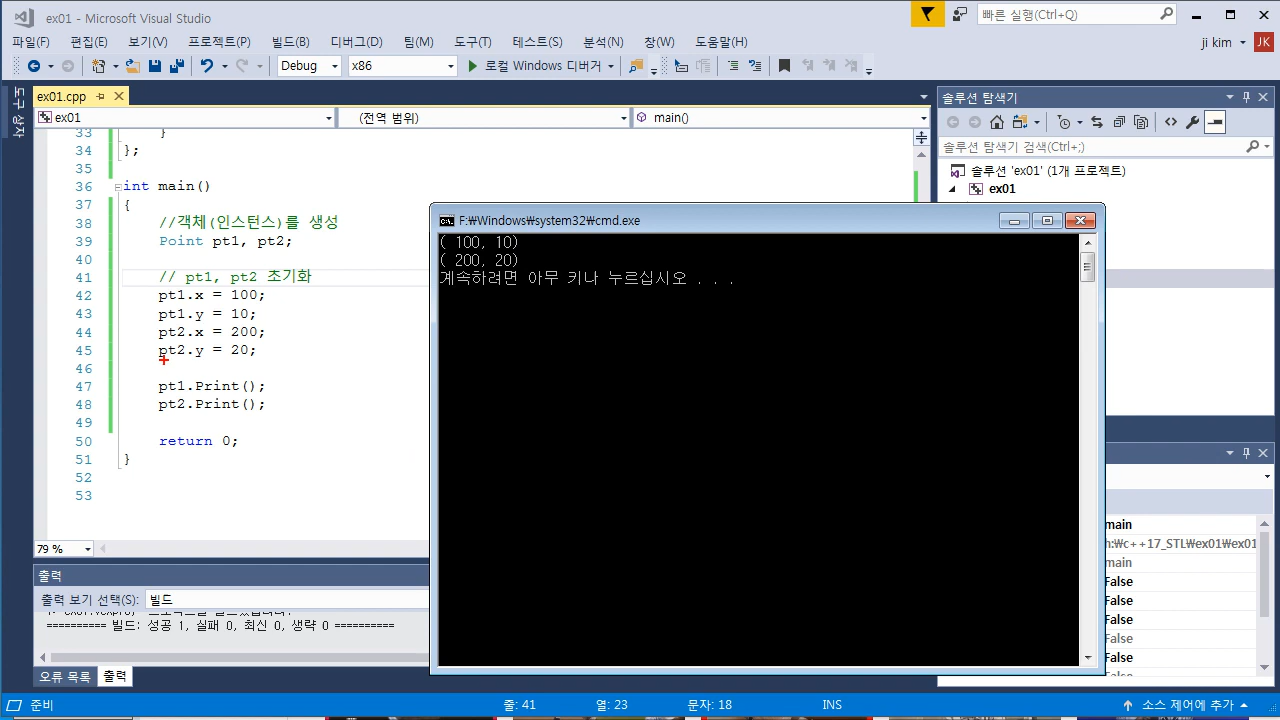 ex01 - Microsoft Visual Studio
빠른 실행(Ctrl+Q)
파일(F) 편집(E) 보기(V) 프로젝트(P) 빌드(B) 디버그(D) 팀(M) 도구(T) 테스트(S) 분석(N) 창(W) 도움말(H)
ji kim JK
Debug x86 로컬 Windows 디버거
도구 상자
ex01.cpp
ex01 (전역 범위) main()
33 }
34 };
35
36 int main()
37 {
38 //객체(인스턴스)를 생성
39 Point pt1, pt2;
40
41 // pt1, pt2 초기화
42 pt1.x = 100;
43 pt1.y = 10;
44 pt2.x = 200;
45 pt2.y = 20;
46
47 pt1.Print();
48 pt2.Print();
49
50 return 0;
51 }
52
53
79 %
F:₩Windows₩system32₩cmd.exe
( 100, 10)
( 200, 20)
계속하려면 아무 키나 누르십시오 . . .
솔루션 탐색기
솔루션 탐색기 검색(Ctrl+;)
솔루션 'ex01' (1개 프로젝트)
ex01
main
h:₩c++17_STL₩ex01₩ex01
main
False
False
False
False
False
출력
출력 보기 선택(S): 빌드
========== 빌드: 성공 1, 실패 0, 최신 0, 생략 0 ==========
오류 목록 출력
준비 줄: 41 열: 23 문자: 18 INS 소스 제어에 추가